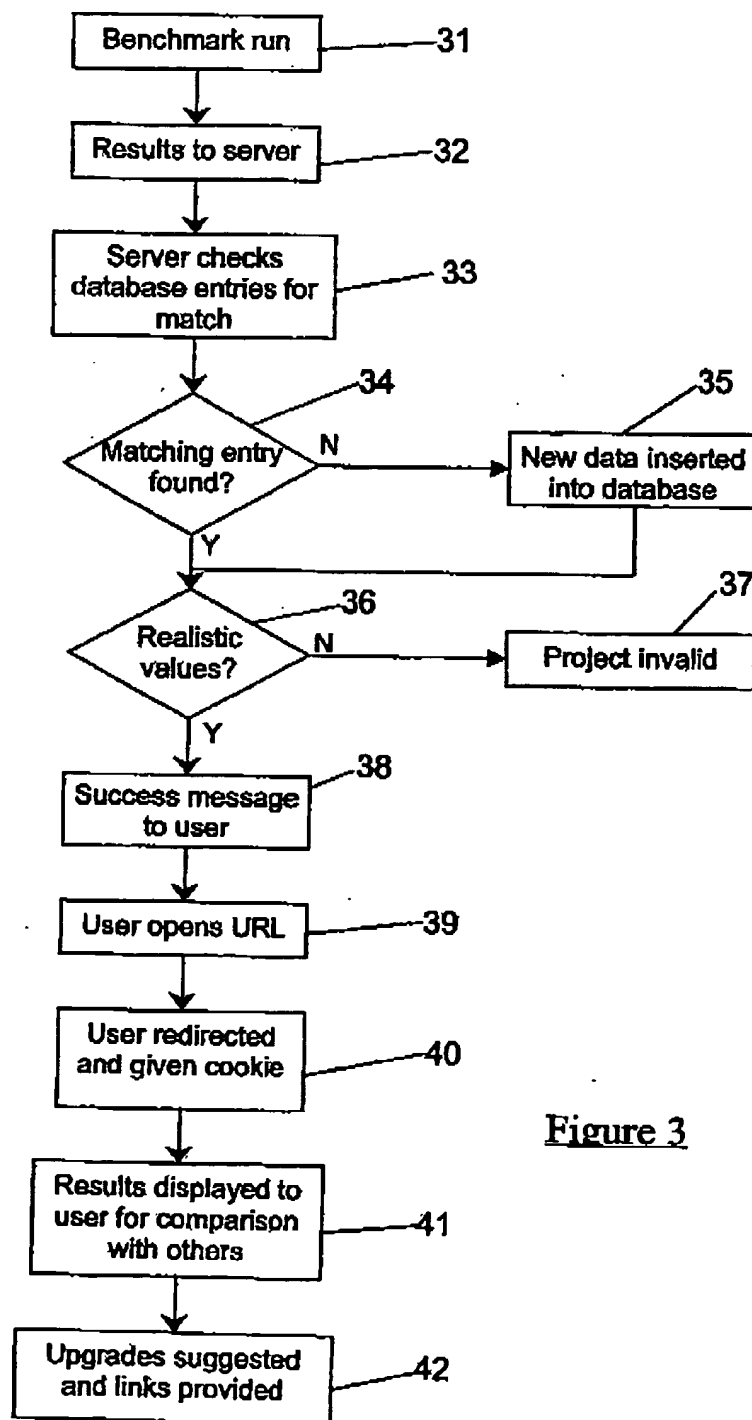 Benchmark run
31
Results to server
32
Server checks
database entries for
match
33
34
Matching entry
found?
N
Y
35
New data inserted
into database
36
Realistic
values?
N
Y
37
Project invalid
38
Success message
to user
User opens URL
39
User redirected
and given cookie
40
Results displayed to
user for comparison
with others
41
Upgrades suggested
and links provided
42
Figure 3